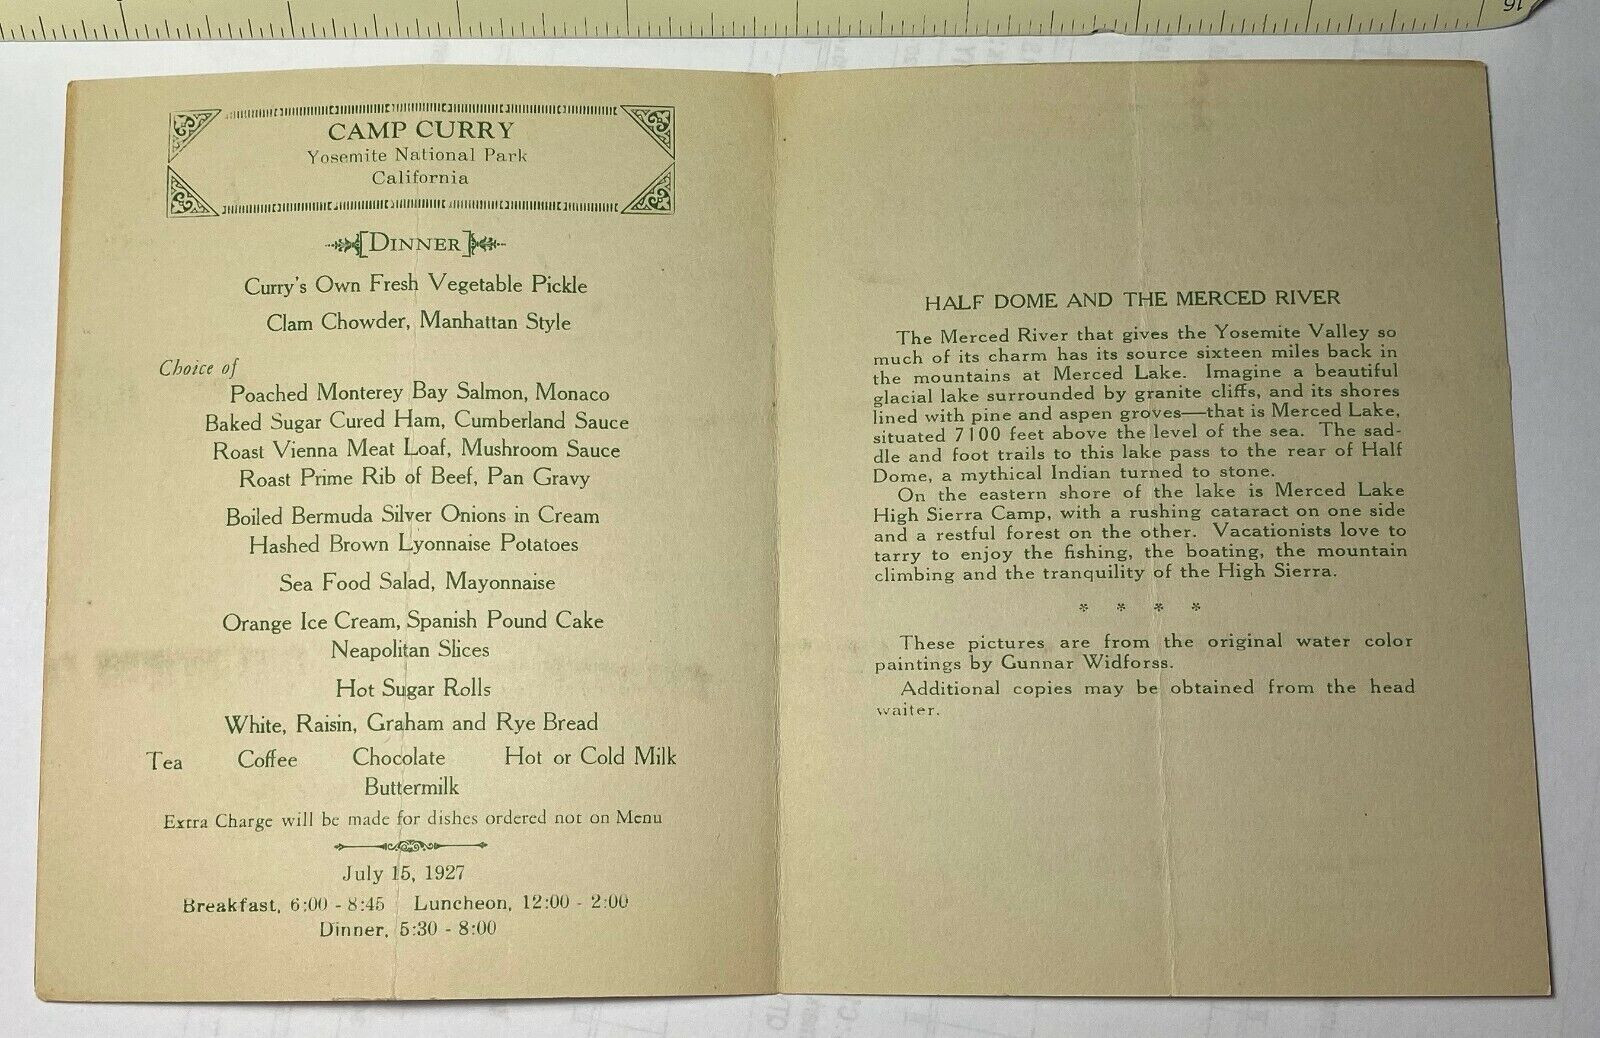 16
CAMP CURRY
Yosemite National Park
California
DINNER
Curry's Own Fresh Vegetable Pickle
Clam Chowder, Manhattan Style
Choice of
Poached Monterey Bay Salmon, Monaco
Baked Sugar Cured Ham, Cumberland Sauce
Roast Vienna Meat Loaf, Mushroom Sauce
Roast Prime Rib of Beef, Pan Gravy
Boiled Bermuda Silver Onions in Cream
Hashed Brown Lyonnaise Potatoes
Sea Food Salad, Mayonnaise
Orange Ice Cream, Spanish Pound Cake
Neapolitan Slices
Hot Sugar Rolls
White, Raisin, Graham and Rye Bread
Tea Coffee Chocolate Hot or Cold Milk
Buttermilk
Extra Charge will be made for dishes ordered not on Menu
July 15, 1927
Breakfast, 6:00 - 8:45 Luncheon, 12:00 - 2:00
Dinner, 5:30 - 8:00
HALF DOME AND THE MERCED RIVER
The Merced River that gives the Yosemite Valley so
much of its charm has its source sixteen miles back in
the mountains at Merced Lake. Imagine a beautiful
glacial lake surrounded by granite cliffs, and its shores
lined with pine and aspen groves—that is Merced Lake,
situated 7100 feet above the level of the sea. The sad-
dle and foot trails to this lake pass to the rear of Half
Dome, a mythical Indian turned to stone.
On the eastern shore of the lake is Merced Lake
High Sierra Camp, with a rushing cataract on one side
and a restful forest on the other. Vacationists love to
tarry to enjoy the fishing, the boating, the mountain
climbing and the tranquility of the High Sierra.
* * * *
These pictures are from the original water color
paintings by Gunnar Widforss.
Additional copies may be obtained from the head
waiter.